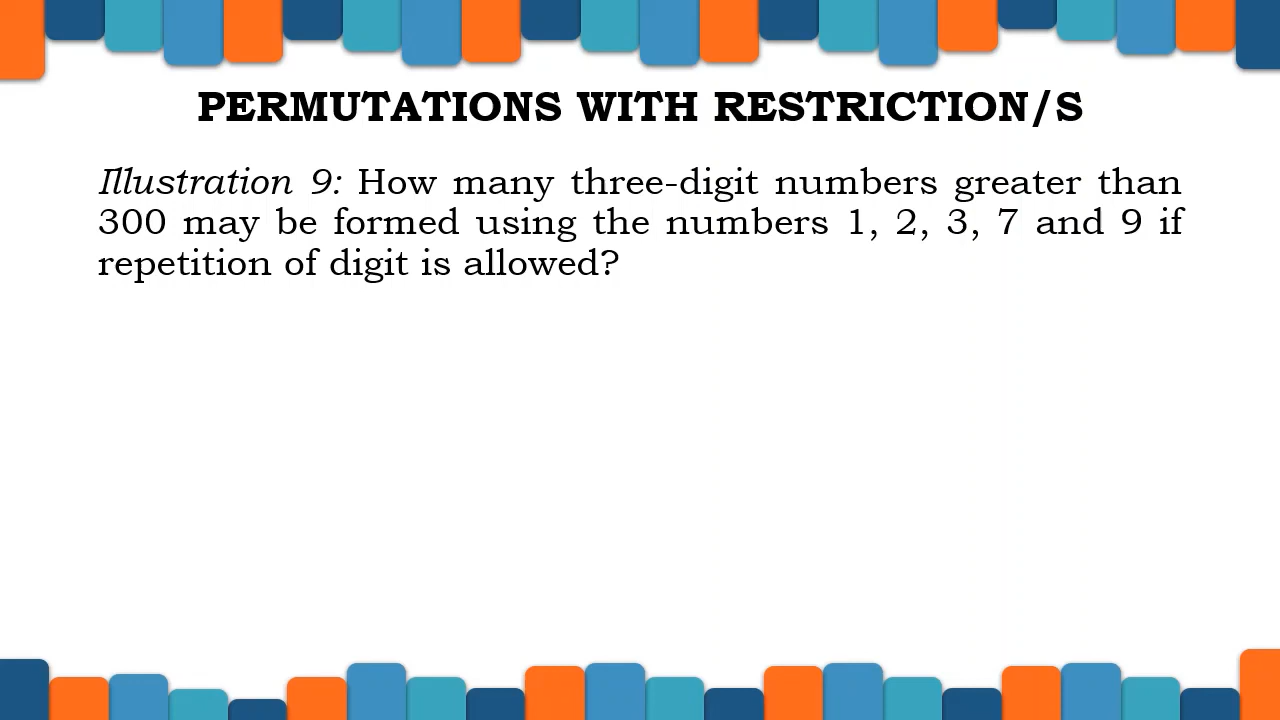 PERMUTATIONS WITH RESTRICTION/S
Illustration 9: How many three-digit numbers greater than
300 may be formed using the numbers 1, 2, 3, 7 and 9 if
repetition of digit is allowed?